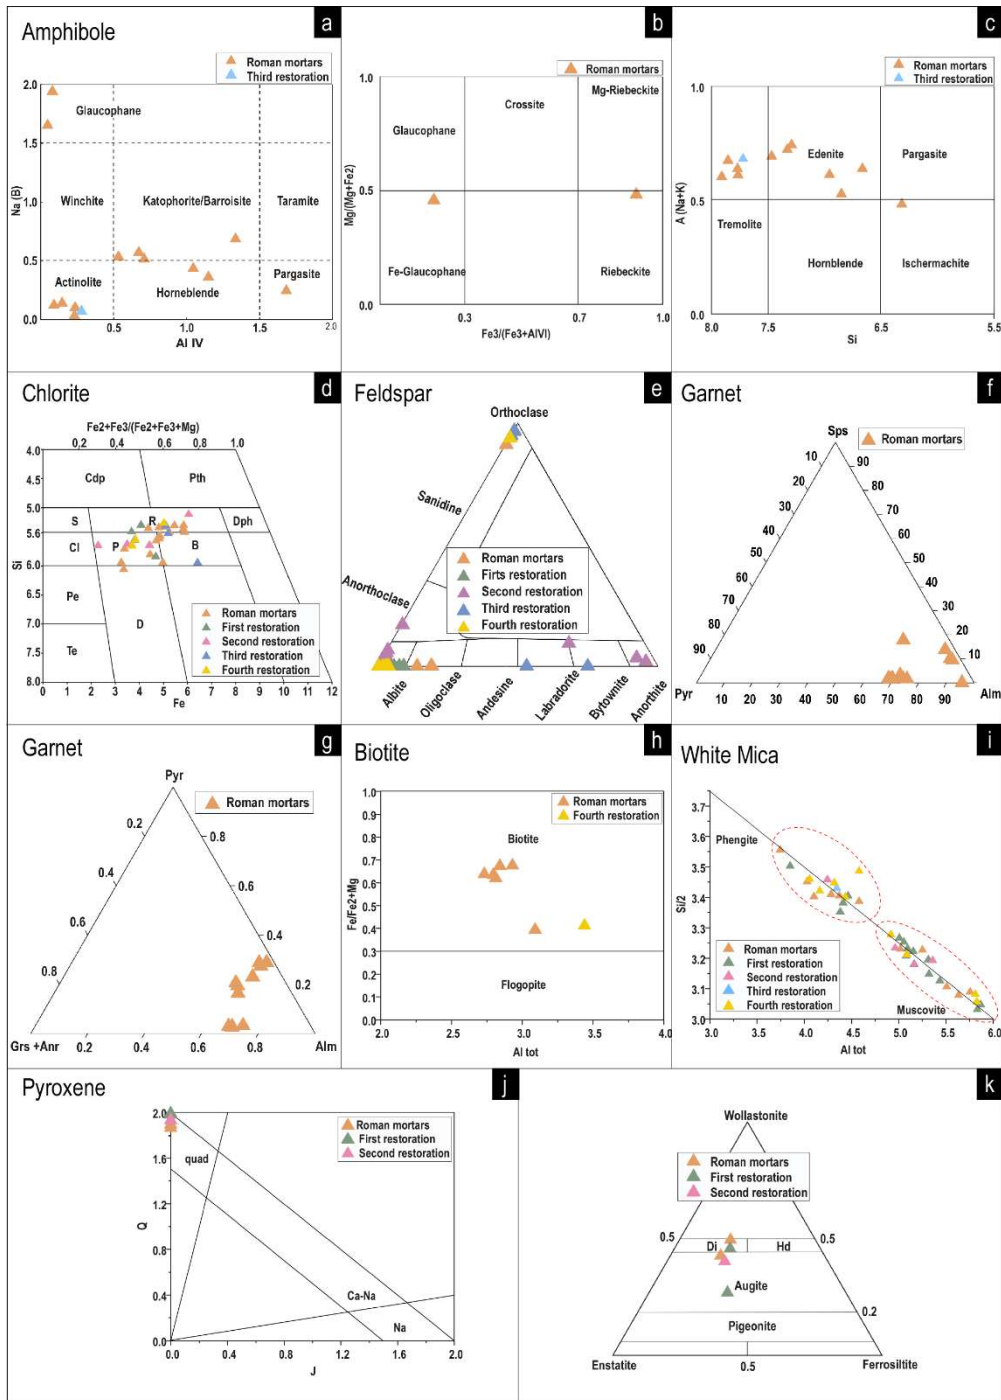 Amphibole
a
Roman mortars
Third restoration
2.0
1.5
1.0
0.5
0.0
Na (B)
Glaucophane
Winchite
Katophorite/Barroisite
Taramite
Actinolite
Horneblende
Pargasite
0.5
1.0
1.5
2.0
Al IV
b
Roman mortars
1.0
0.5
0.0
Mg/(Mg+Fe2)
Glaucophane
Crossite
Mg-Riebeckite
Fe-Glaucophane
Riebeckite
0.3
0.7
1.0
Fe3/(Fe3+AlVI)
c
Roman mortars
Third restoration
1.0
0.5
0.0
A (Na+K)
Edenite
Pargasite
Tremolite
Hornblende
Ischermachite
8.0
7.5
6.5
5.5
Si
Chlorite
d
Fe2+Fe3/(Fe2+Fe3+Mg)
0,2
0,4
0,6
0,8
1.0
4.0
4.5
5.0
5.6
6.0
6.5
7.0
7.5
8.0
Si
Cdp
Pth
S
R
Dph
Cl
P
B
Pe
D
Te
Roman mortars
First restoration
Second restoration
Third restoration
Fourth restoration
0
1
2
3
4
5
6
7
8
9
10
11
12
Fe
Feldspar
e
Orthoclase
Sanidine
Anorthoclase
Roman mortars
Firts restoration
Second restoration
Third restoration
Fourth restoration
Albite
Oligoclase
Andesine
Labradorite
Bytownite
Anorthite
Garnet
f
Sps
Roman mortars
10
20
30
40
50
60
70
80
90
90
80
70
60
50
40
30
20
10
Pyr
10
20
30
40
50
60
70
80
90
Alm
Garnet
g
Pyr
Roman mortars
0.2
0.6
0.8
0.8
0.6
0.4
0.2
Grs +Anr
0.2
0.4
0.6
0.8
Alm
Biotite
h
Roman mortars
Fourth restoration
1.0
0.9
0.8
0.7
0.6
0.5
0.4
0.3
0.2
0.1
0.0
Fe/Fe2+Mg
Biotite
Flogopite
2.0
2.5
3.0
3.5
4.0
Al tot
White Mica
i
3.7
3.6
3.5
3.4
3.3
3.2
3.1
3.0
Si/2
Phengite
Muscovite
Roman mortars
First restoration
Second restoration
Third restoration
Fourth restoration
3.0
3.5
4.0
4.5
5.0
5.5
6.0
Al tot
Pyroxene
j
Roman mortars
First restoration
Second restoration
2.0
1.6
1.2
0.8
0.4
0.0
Q
quad
Ca-Na
Na
0.0
0.4
0.8
1.2
1.6
2.0
J
k
Wollastonite
Roman mortars
First restoration
Second restoration
0.5
Di
Hd
0.5
Augite
0.2
Pigeonite
Enstatite
0.5
Ferrosiltite